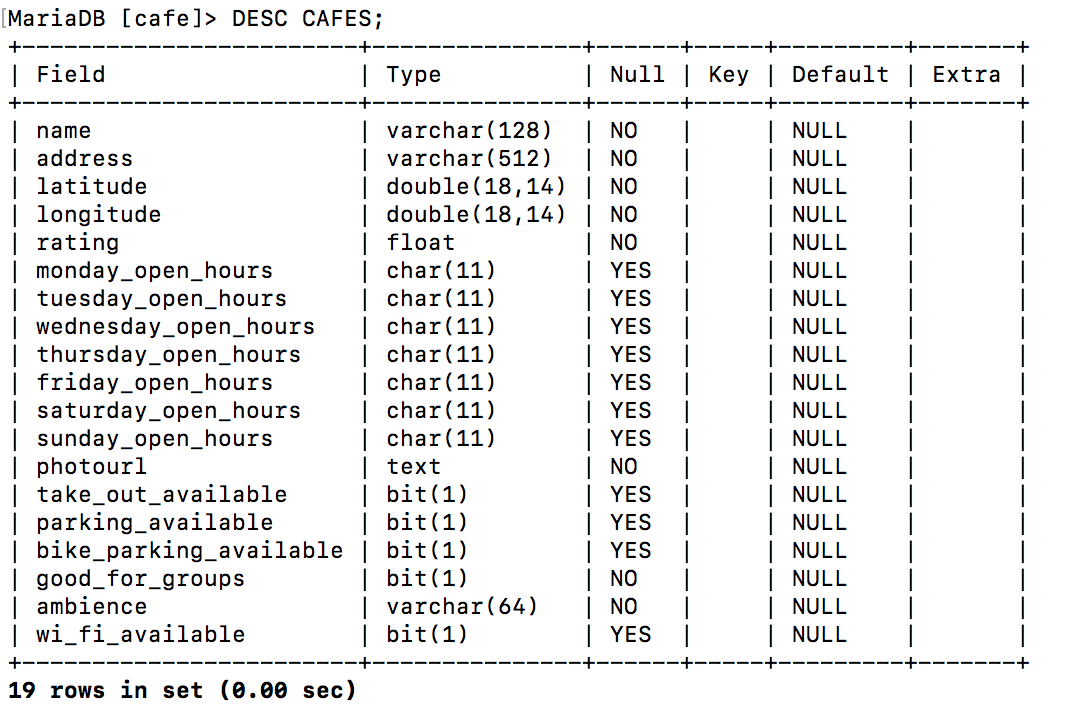 [MariaDB [cafe]> DESC CAFES;
+-------------------------+---------------+------+-----+---------+-------+
| Field                   | Type          | Null | Key | Default | Extra |
+-------------------------+---------------+------+-----+---------+-------+
| name                    | varchar(128)  | NO   |     | NULL    |       |
| address                 | varchar(512)  | NO   |     | NULL    |       |
| latitude                | double(18,14) | NO   |     | NULL    |       |
| longitude               | double(18,14) | NO   |     | NULL    |       |
| rating                  | float         | NO   |     | NULL    |       |
| monday_open_hours       | char(11)      | YES  |     | NULL    |       |
| tuesday_open_hours      | char(11)      | YES  |     | NULL    |       |
| wednesday_open_hours    | char(11)      | YES  |     | NULL    |       |
| thursday_open_hours     | char(11)      | YES  |     | NULL    |       |
| friday_open_hours       | char(11)      | YES  |     | NULL    |       |
| saturday_open_hours     | char(11)      | YES  |     | NULL    |       |
| sunday_open_hours       | char(11)      | YES  |     | NULL    |       |
| photourl                | text          | NO   |     | NULL    |       |
| take_out_available      | bit(1)        | YES  |     | NULL    |       |
| parking_available       | bit(1)        | YES  |     | NULL    |       |
| bike_parking_available  | bit(1)        | YES  |     | NULL    |       |
| good_for_groups         | bit(1)        | NO   |     | NULL    |       |
| ambience                | varchar(64)   | NO   |     | NULL    |       |
| wi_fi_available         | bit(1)        | YES  |     | NULL    |       |
+-------------------------+---------------+------+-----+---------+-------+
19 rows in set (0.00 sec)